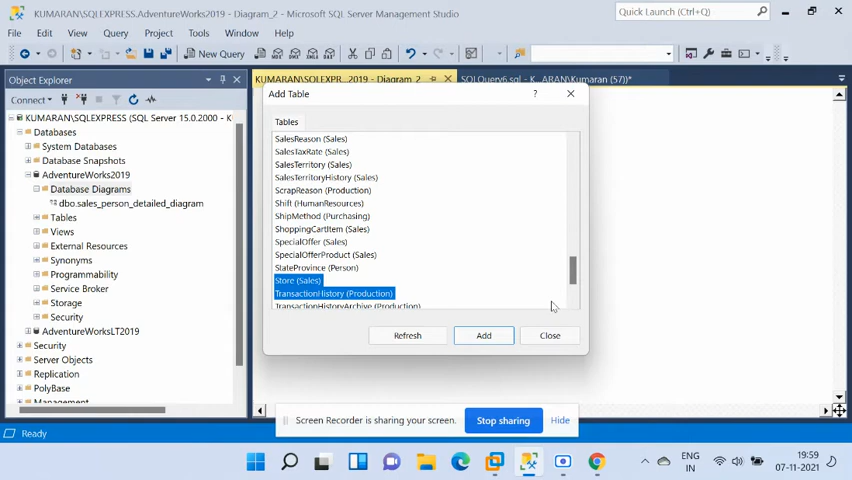 KUMARAN\SQLEXPRESS.AdventureWorks2019 - Diagram_2 - Microsoft SQL Server Management Studio
Quick Launch (Ctrl+Q)
File Edit View Query Project Tools Window Help
New Query
Object Explorer
KUMARAN\SQLEXPR...2019 - Diagram_2
SQLQuery6.sql - K...ARAN\Kumaran (57))*
Connect
KUMARAN\SQLEXPRESS (SQL Server 15.0.2000 - KUMA
Databases
System Databases
Database Snapshots
AdventureWorks2019
Database Diagrams
dbo.sales_person_detailed_diagram
Tables
Views
External Resources
Synonyms
Programmability
Service Broker
Storage
Security
AdventureWorksLT2019
Security
Server Objects
Replication
PolyBase
Management
Add Table
?
Tables
SalesReason (Sales)
SalesTaxRate (Sales)
SalesTerritory (Sales)
SalesTerritoryHistory (Sales)
ScrapReason (Production)
Shift (HumanResources)
ShipMethod (Purchasing)
ShoppingCartItem (Sales)
SpecialOffer (Sales)
SpecialOfferProduct (Sales)
StateProvince (Person)
Store (Sales)
TransactionHistory (Production)
TransactionHistoryArchive (Production)
Refresh
Add
Close
Screen Recorder is sharing your screen.
Stop sharing
Hide
Ready
ENG
IN
19:59
07-11-2021